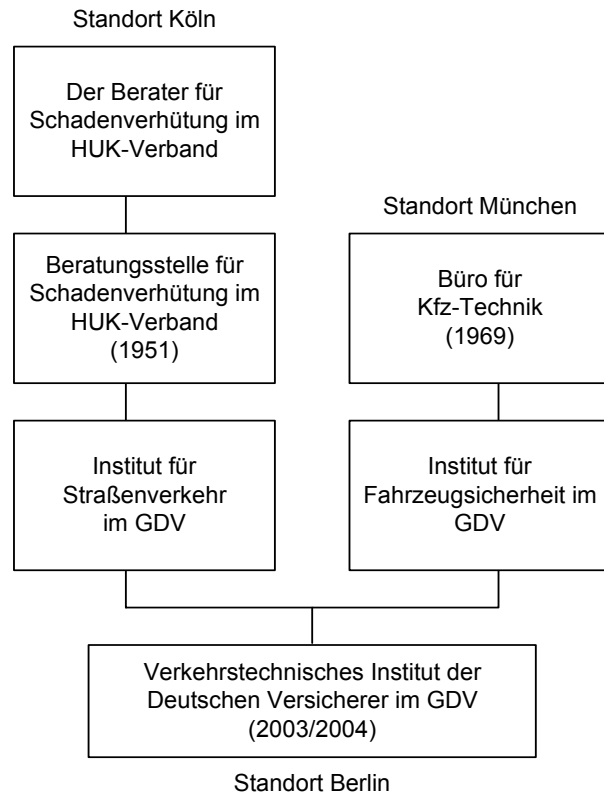 Standort Köln
Der Berater für
Schadenverhütung im
HUK-Verband
Beratungsstelle für
Schadenverhütung im
HUK-Verband
(1951)
Institut für
Straßenverkehr
im GDV
Standort München
Büro für
Kfz-Technik
(1969)
Institut für
Fahrzeugsicherheit im
GDV
Verkehrstechnisches Institut der
Deutschen Versicherer im GDV
(2003/2004)
Standort Berlin